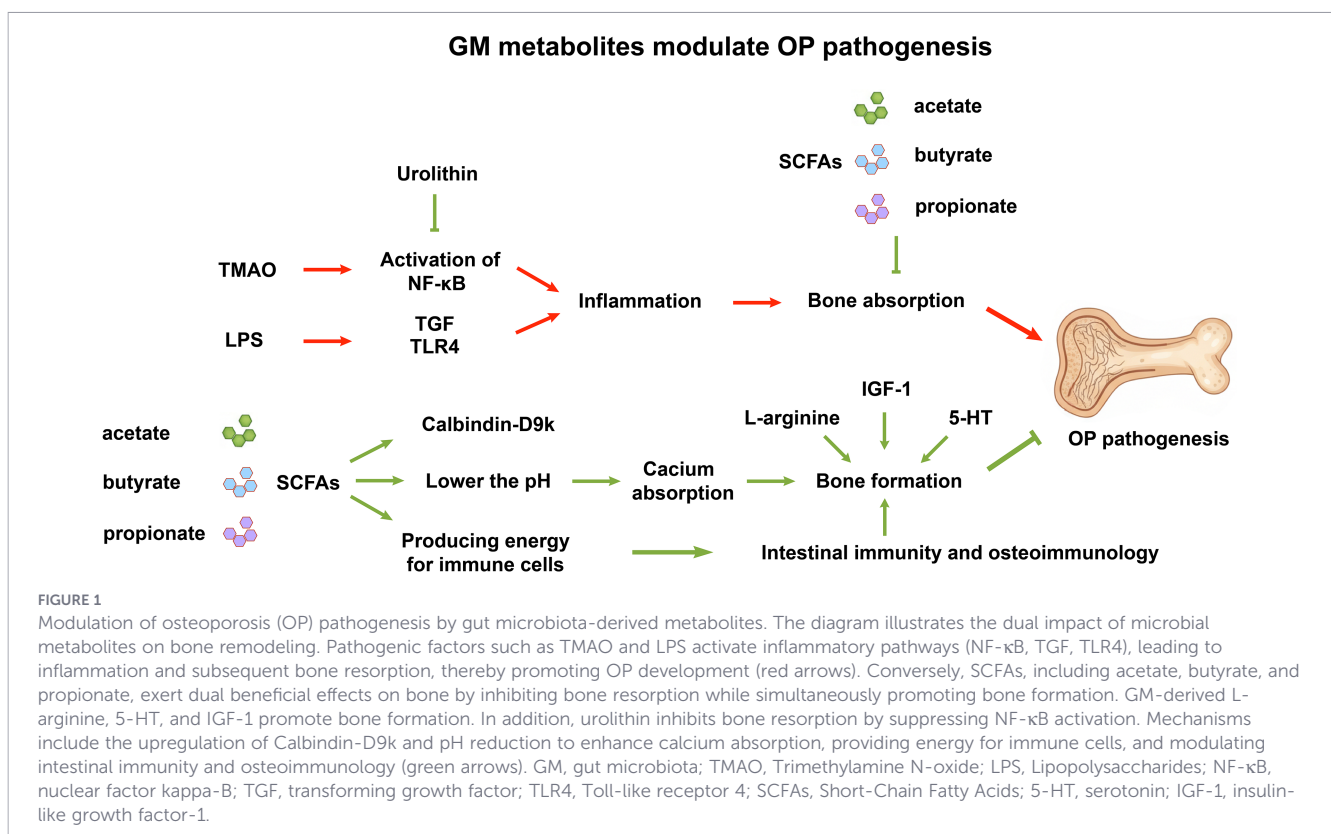 GM metabolites modulate OP pathogenesis
acetate
SCFAs
butyrate
propionate
Urolithin
TMAO
Activation of
NF-κB
Inflammation
Bone absorption
LPS
TGF
TLR4
OP pathogenesis
IGF-1
L-arginine
5-HT
acetate
butyrate
propionate
SCFAs
Calbindin-D9k
Lower the pH
Cacium
absorption
Bone formation
Producing energy
for immune cells
Intestinal immunity and osteoimmunology
FIGURE 1
Modulation of osteoporosis (OP) pathogenesis by gut microbiota-derived metabolites. The diagram illustrates the dual impact of microbial
metabolites on bone remodeling. Pathogenic factors such as TMAO and LPS activate inflammatory pathways (NF-κB, TGF, TLR4), leading to
inflammation and subsequent bone resorption, thereby promoting OP development (red arrows). Conversely, SCFAs, including acetate, butyrate, and
propionate, exert dual beneficial effects on bone by inhibiting bone resorption while simultaneously promoting bone formation. GM-derived L-
arginine, 5-HT, and IGF-1 promote bone formation. In addition, urolithin inhibits bone resorption by suppressing NF-κB activation. Mechanisms
include the upregulation of Calbindin-D9k and pH reduction to enhance calcium absorption, providing energy for immune cells, and modulating
intestinal immunity and osteoimmunology (green arrows). GM, gut microbiota; TMAO, Trimethylamine N-oxide; LPS, Lipopolysaccharides; NF-κB,
nuclear factor kappa-B; TGF, transforming growth factor; TLR4, Toll-like receptor 4; SCFAs, Short-Chain Fatty Acids; 5-HT, serotonin; IGF-1, insulin-
like growth factor-1.